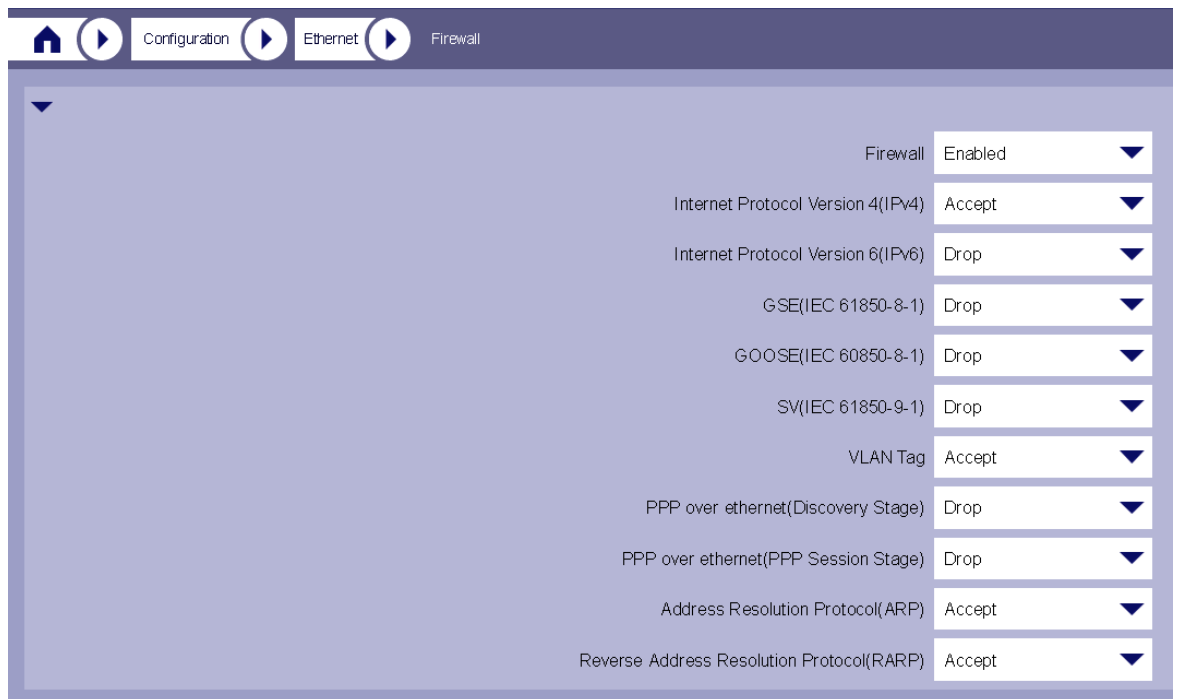 Configuration Ethernet Firewall
Firewall Enabled
Internet Protocol Version 4(IPv4) Accept
Internet Protocol Version 6(IPv6) Drop
GSE(IEC 61850-8-1) Drop
GOOSE(IEC 60850-8-1) Drop
SV(IEC 61850-9-1) Drop
VLAN Tag Accept
PPP over ethernet(Discovery Stage) Drop
PPP over ethernet(PPP Session Stage) Drop
Address Resolution Protocol(ARP) Accept
Reverse Address Resolution Protocol(RARP) Accept